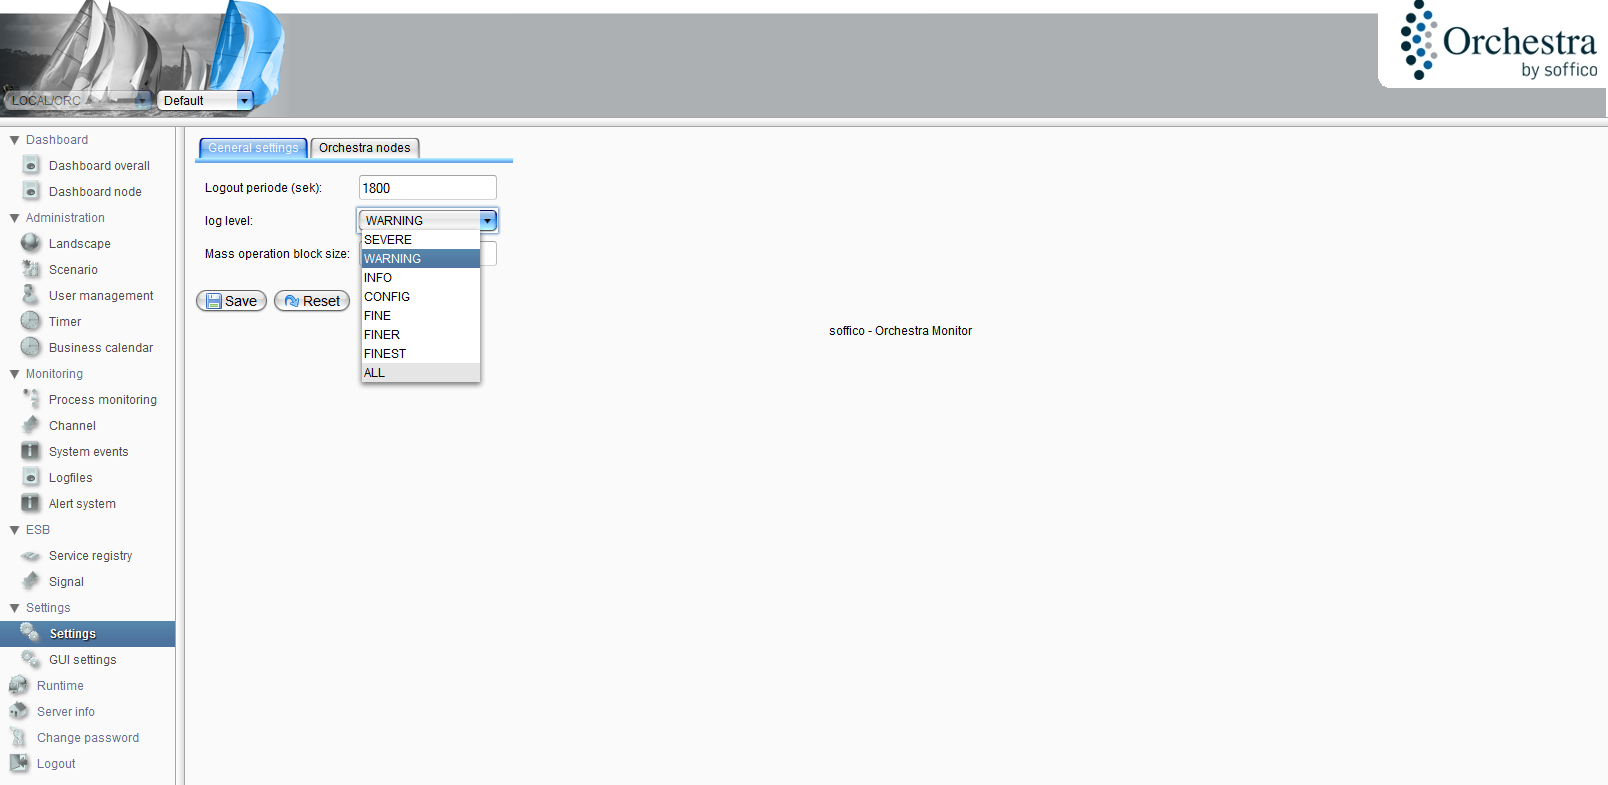 Orchestra
by soffico
LOCAL/ORC
Default
Dashboard
Dashboard overall
Dashboard node
Administration
Landscape
Scenario
User management
Timer
Business calendar
Monitoring
Process monitoring
Channel
System events
Logfiles
Alert system
ESB
Service registry
Signal
Settings
Settings
GUI settings
Runtime
Server info
Change password
Logout
General settings
Orchestra nodes
Logout periode (sek): 1800
log level: WARNING
SEVERE
WARNING
Mass operation block size:
INFO
CONFIG
FINE
FINER
FINEST
ALL
Save
Reset
soffico - Orchestra Monitor